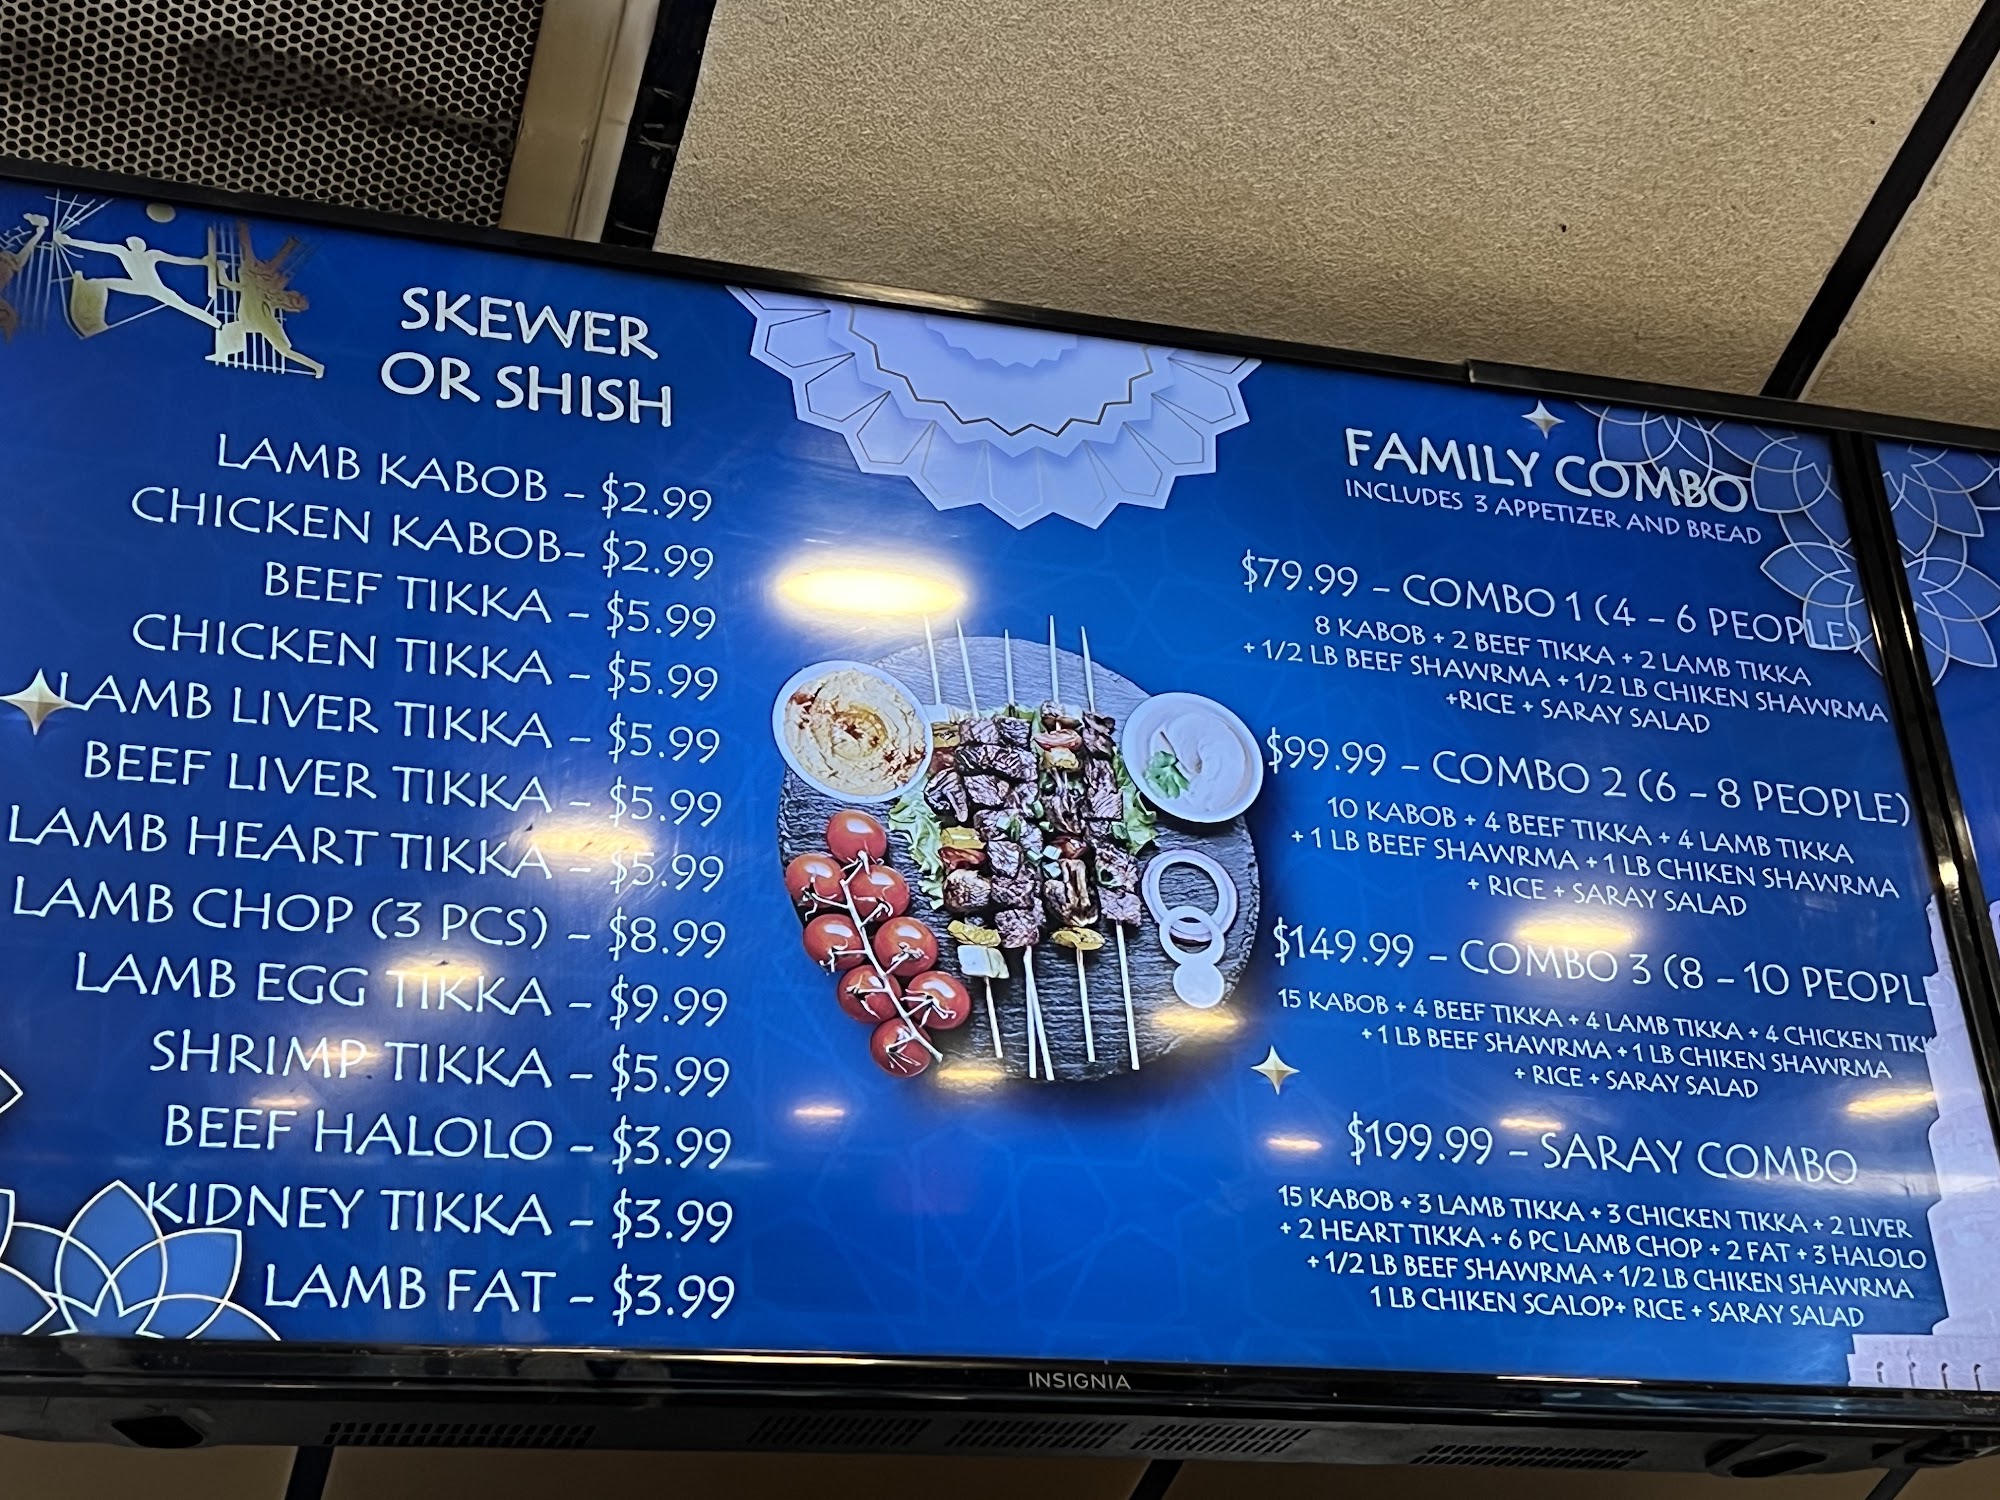 SKEWER
OR SHISH
LAMB KABOB – $2.99
CHICKEN KABOB– $2.99
BEEF TIKKA – $5.99
CHICKEN TIKKA – $5.99
LAMB LIVER TIKKA – $5.99
BEEF LIVER TIKKA – $5.99
LAMB HEART TIKKA – $5.99
LAMB CHOP (3 PCS) – $8.99
LAMB EGG TIKKA – $9.99
SHRIMP TIKKA – $5.99
BEEF HALOLO – $3.99
KIDNEY TIKKA – $3.99
LAMB FAT – $3.99
FAMILY COMBO
INCLUDES 3 APPETIZER AND BREAD
$79.99 – COMBO 1 (4 – 6 PEOPLE)
8 KABOB + 2 BEEF TIKKA + 2 LAMB TIKKA
+ 1/2 LB BEEF SHAWRMA + 1/2 LB CHIKEN SHAWRMA
+RICE + SARAY SALAD
$99.99 – COMBO 2 (6 – 8 PEOPLE)
10 KABOB + 4 BEEF TIKKA + 4 LAMB TIKKA
+ 1 LB BEEF SHAWRMA + 1 LB CHIKEN SHAWRMA
+ RICE + SARAY SALAD
$149.99 – COMBO 3 (8 – 10 PEOPL
15 KABOB + 4 BEEF TIKKA + 4 LAMB TIKKA + 4 CHICKEN TIKK
+ 1 LB BEEF SHAWRMA + 1 LB CHIKEN SHAWRMA
+ RICE + SARAY SALAD
$199.99 – SARAY COMBO
15 KABOB + 3 LAMB TIKKA + 3 CHICKEN TIKKA + 2 LIVER
+ 2 HEART TIKKA + 6 PC LAMB CHOP + 2 FAT + 3 HALOLO
+ 1/2 LB BEEF SHAWRMA + 1/2 LB CHIKEN SHAWRMA
1 LB CHIKEN SCALOP+ RICE + SARAY SALAD
INSIGNIA